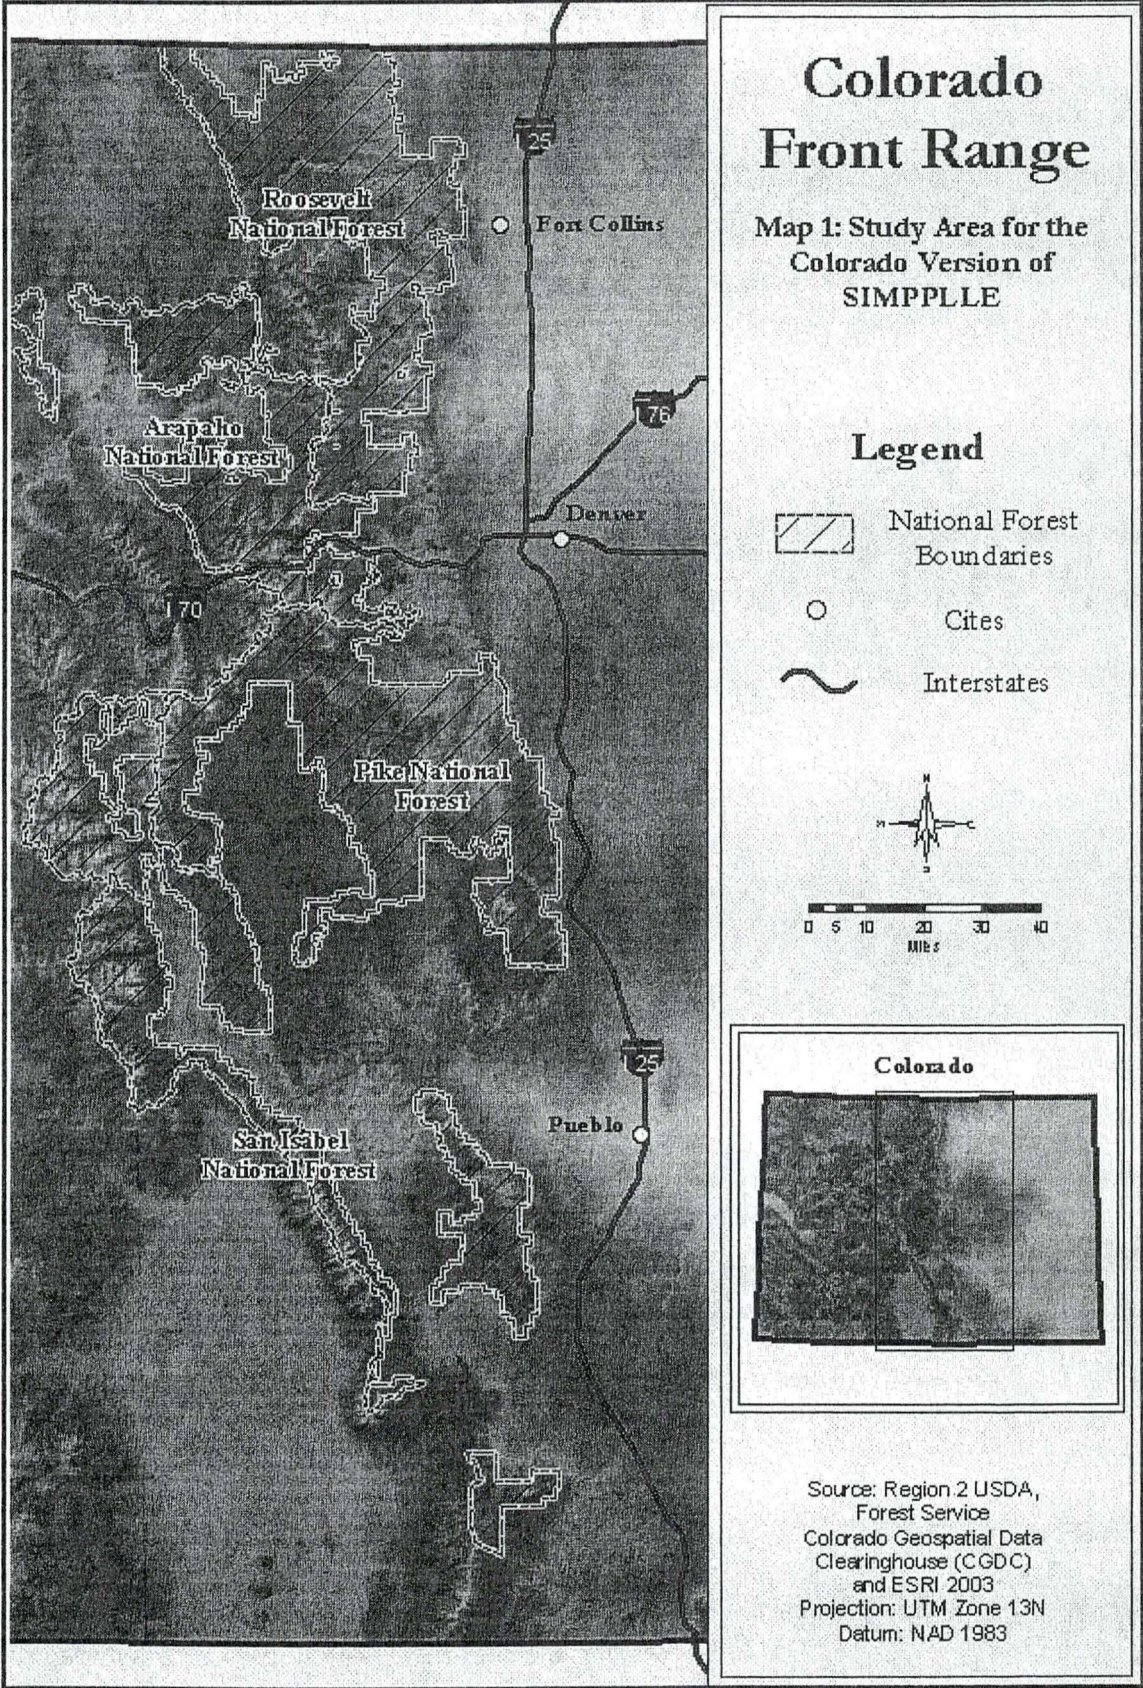 Colorado
Front Range
Map 1: Study Area for the
Colorado Version of
SIMPPLLE
Legend
National Forest
Boundaries
Cites
Interstates
N
0 5 10 20 30 40
Miles
Colorado
Source: Region 2 USDA,
Forest Service
Colorado Geospatial Data
Clearinghouse (CGDC)
and ESRI 2003
Projection: UTM Zone 13N
Datum: NAD 1983
I 25
Roosevelt
National Forest
Fort Collins
I 76
Arapaho
National Forest
Denver
I 70
Pike National
Forest
I 25
Pueblo
San Isabel
National Forest